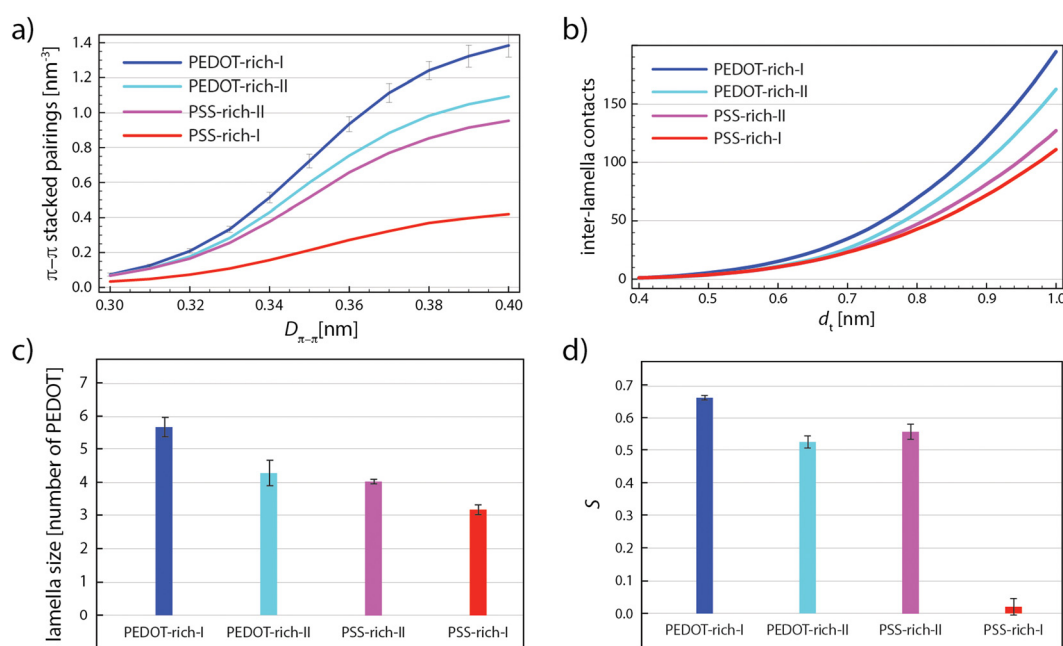 a)
π−π stacked pairings [nm⁻³]
1.4
1.2
1.0
0.8
0.6
0.4
0.2
0.0
PEDOT-rich-I
PEDOT-rich-II
PSS-rich-II
PSS-rich-I
0.30 0.32 0.34 0.36 0.38 0.40
Dπ−π[nm]
b)
inter-lamella contacts
150
100
50
0
PEDOT-rich-I
PEDOT-rich-II
PSS-rich-II
PSS-rich-I
0.4 0.5 0.6 0.7 0.8 0.9 1.0
dt [nm]
c)
lamella size [number of PEDOT]
7
6
5
4
3
2
1
0
PEDOT-rich-I PEDOT-rich-II PSS-rich-II PSS-rich-I
d)
S
0.7
0.6
0.5
0.4
0.3
0.2
0.1
0.0
PEDOT-rich-I PEDOT-rich-II PSS-rich-II PSS-rich-I